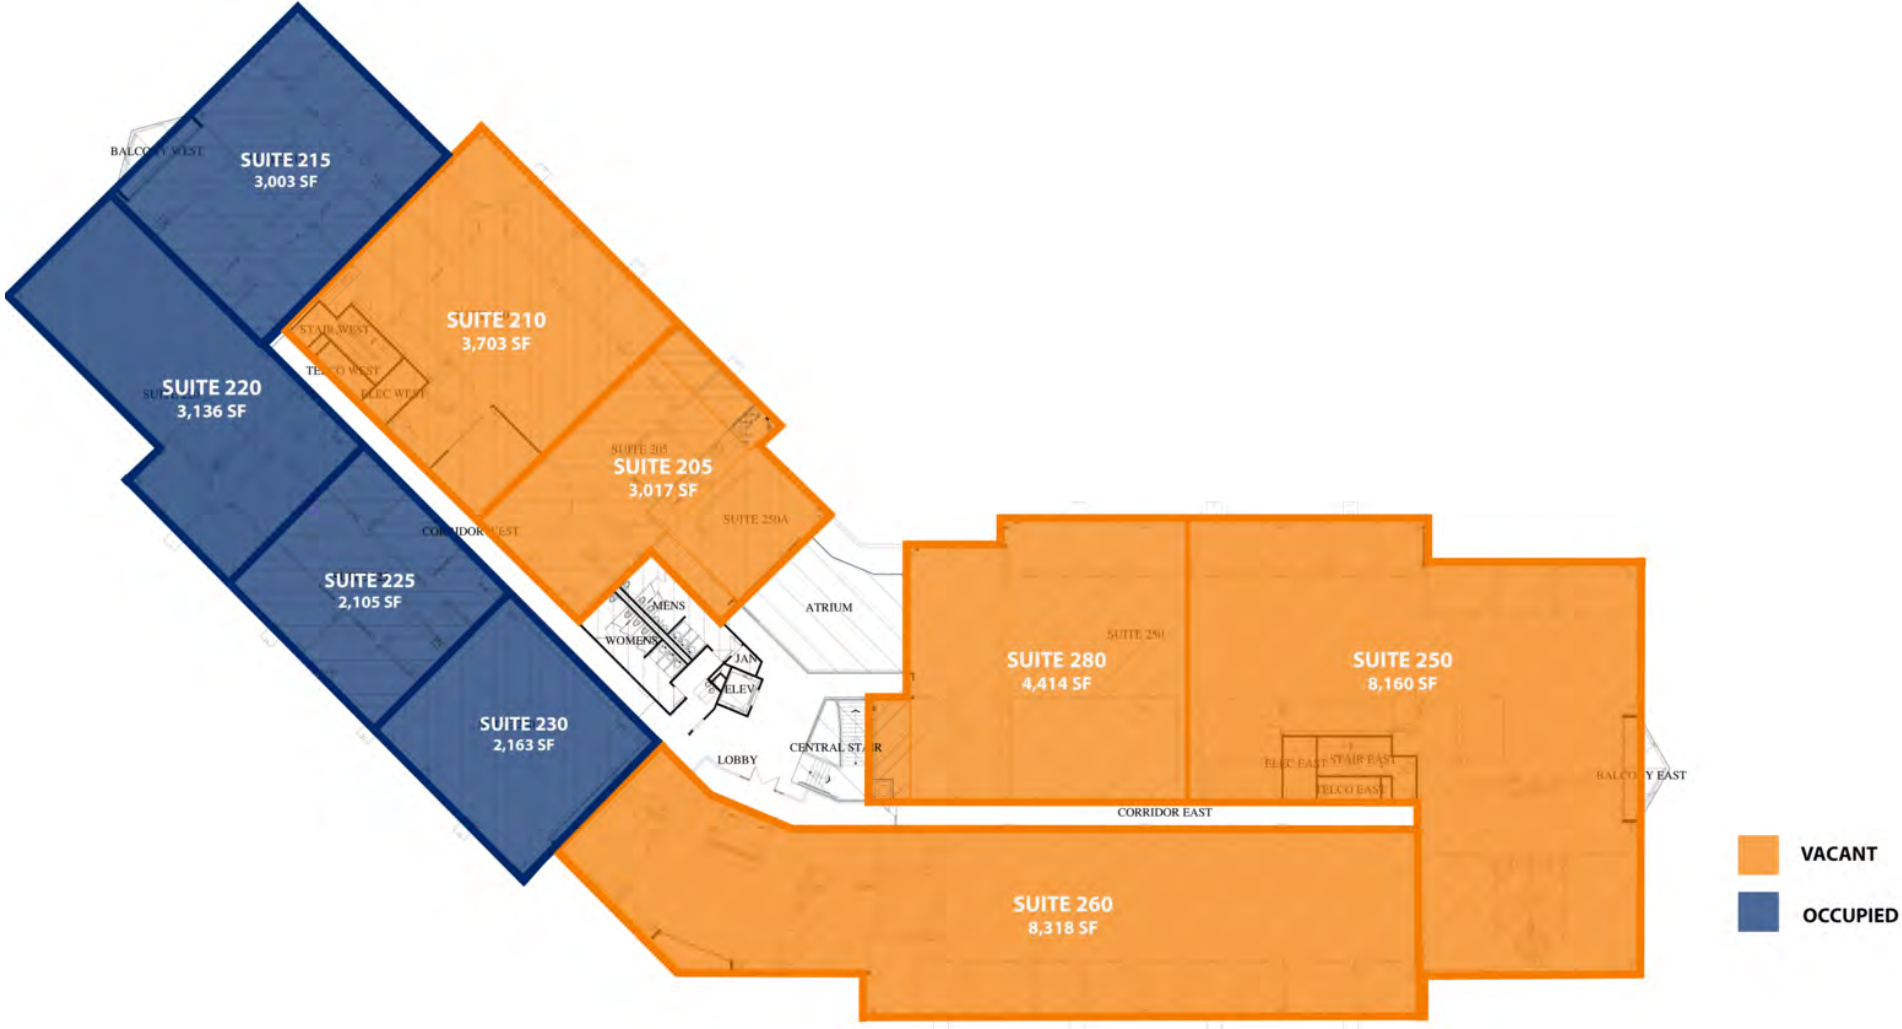 BALCONY WEST
SUITE 215
3,003 SF
SUITE 210
3,703 SF
STAIR WEST
TELCO WEST
ELEC WEST
SUITE 220
3,136 SF
SUITE 205
SUITE 205
3,017 SF
SUITE 250A
CORRIDOR WEST
SUITE 225
2,105 SF
MENS
WOMENS
JAN
ELEV
ATRIUM
SUITE 230
2,163 SF
LOBBY
CENTRAL STAIR
SUITE 280
SUITE 280
4,414 SF
SUITE 250
8,160 SF
ELEC EAST
STAIR EAST
TELCO EAST
BALCONY EAST
CORRIDOR EAST
SUITE 260
8,318 SF
VACANT
OCCUPIED